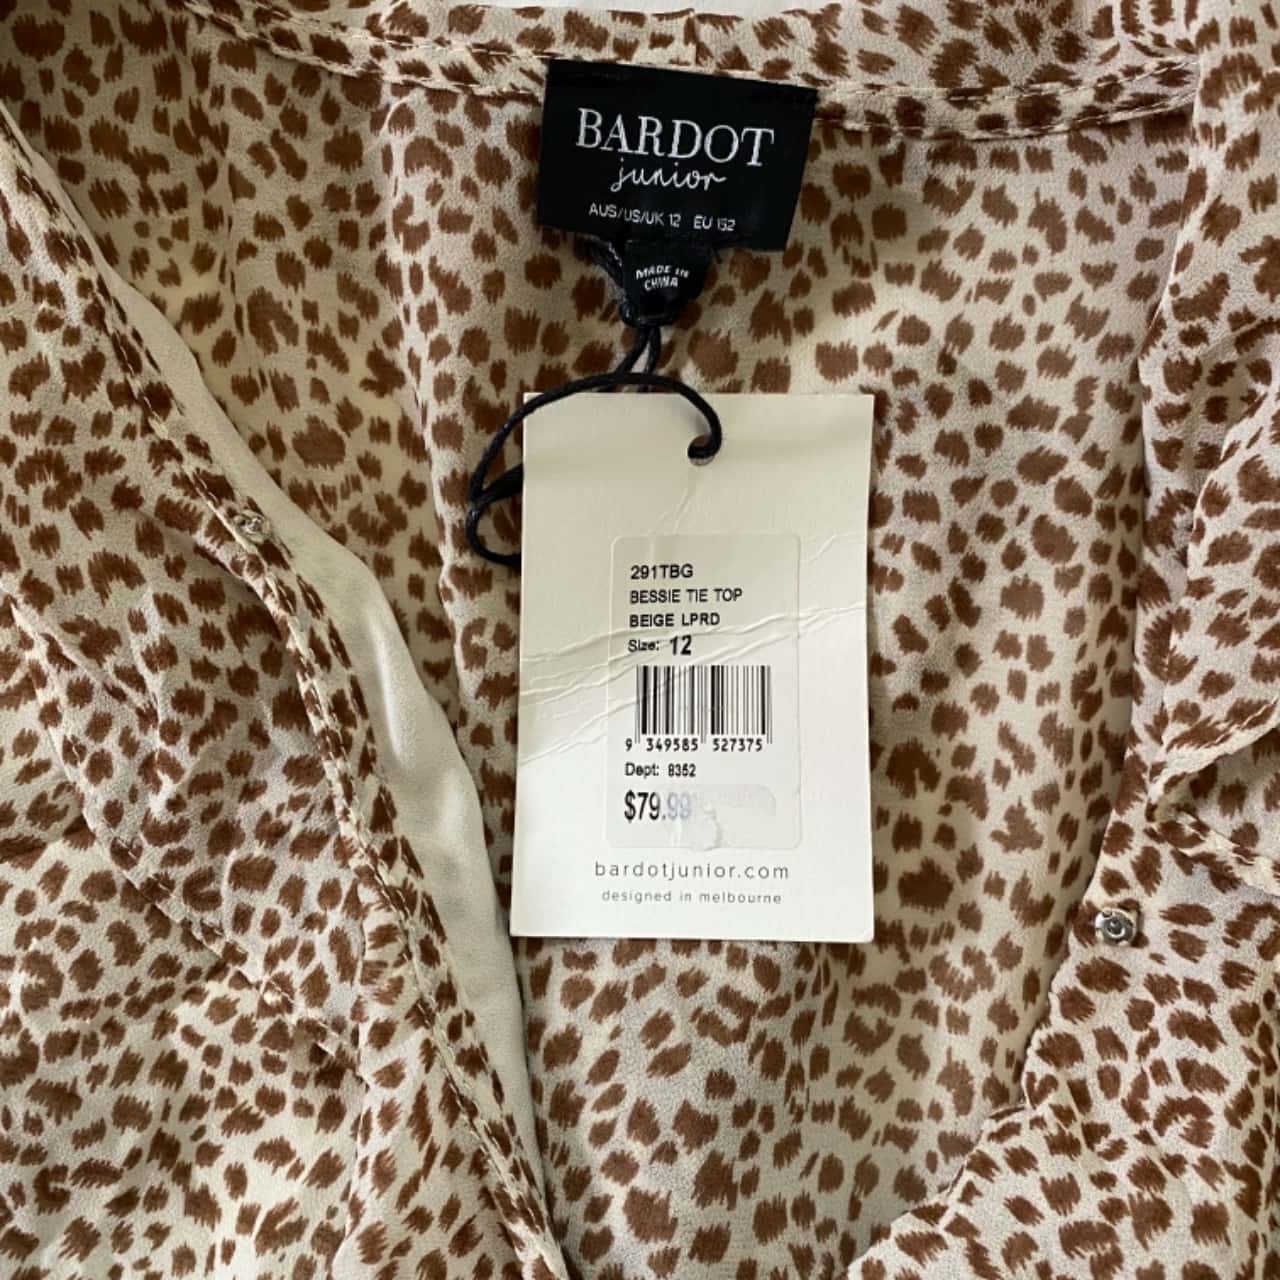 BARDOT
junior
AUS/US/UK 12 EU 152
MADE IN
CHINA
291TBG
BESSIE TIE TOP
BEIGE LPRD
Size: 12
9 349585 527375
Dept: 8352
$79.99
bardotjunior.com
designed in melbourne